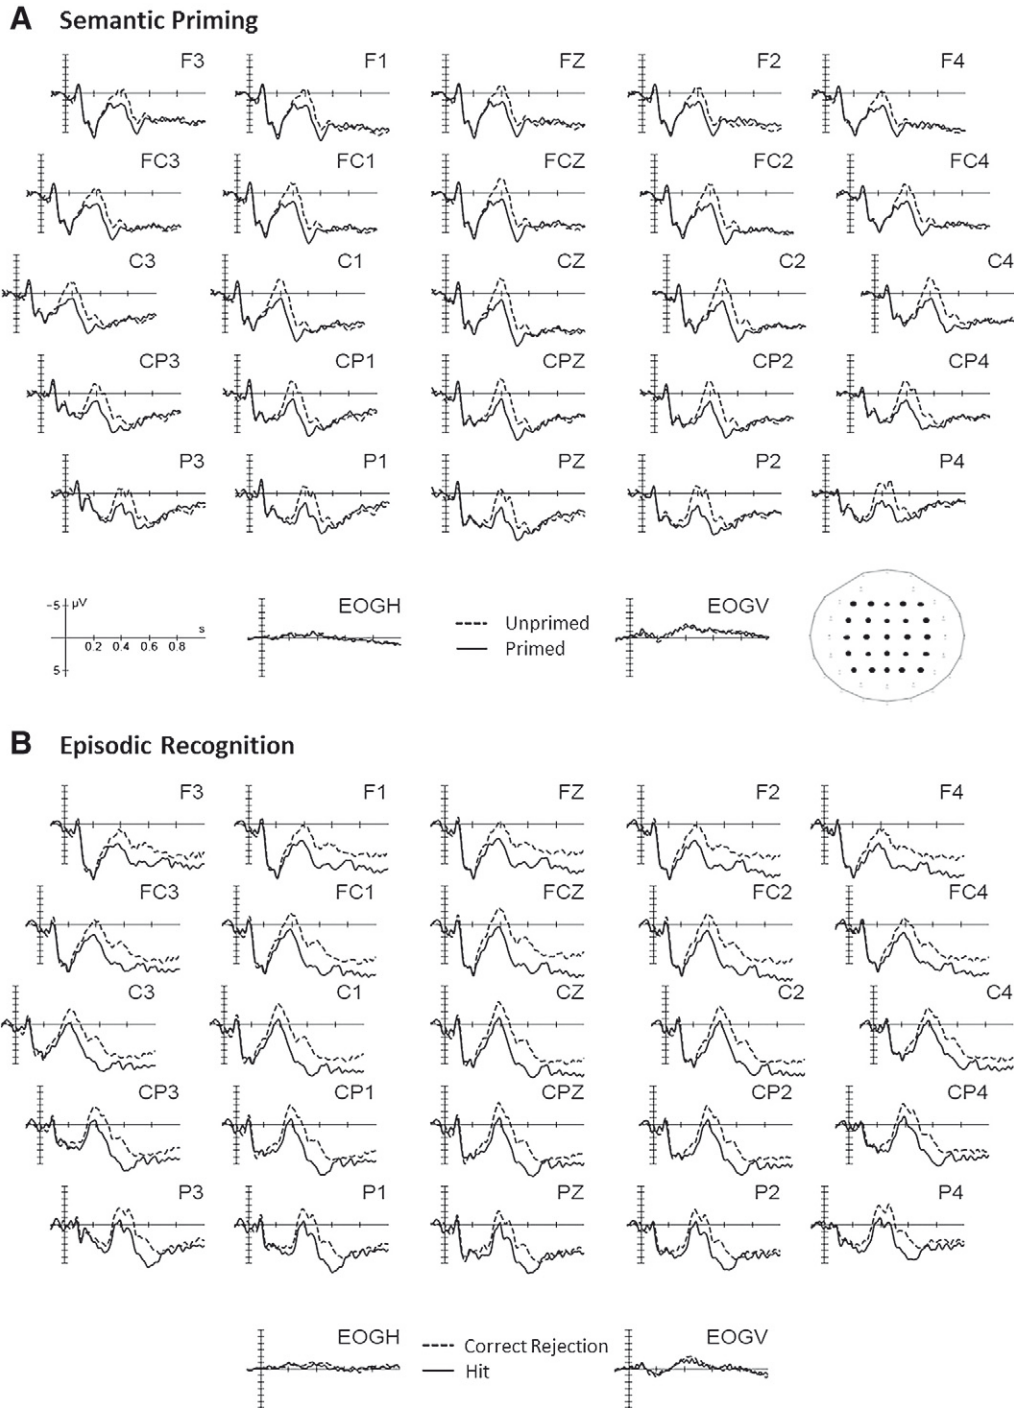 A Semantic Priming
F3 F1 FZ F2 F4
FC3 FC1 FCZ FC2 FC4
C3 C1 CZ C2 C4
CP3 CP1 CPZ CP2 CP4
P3 P1 PZ P2 P4
-5 μV
s
0.2 0.4 0.6 0.8
5
EOGH
Unprimed
Primed
EOGV
B Episodic Recognition
F3 F1 FZ F2 F4
FC3 FC1 FCZ FC2 FC4
C3 C1 CZ C2 C4
CP3 CP1 CPZ CP2 CP4
P3 P1 PZ P2 P4
EOGH
Correct Rejection
Hit
EOGV